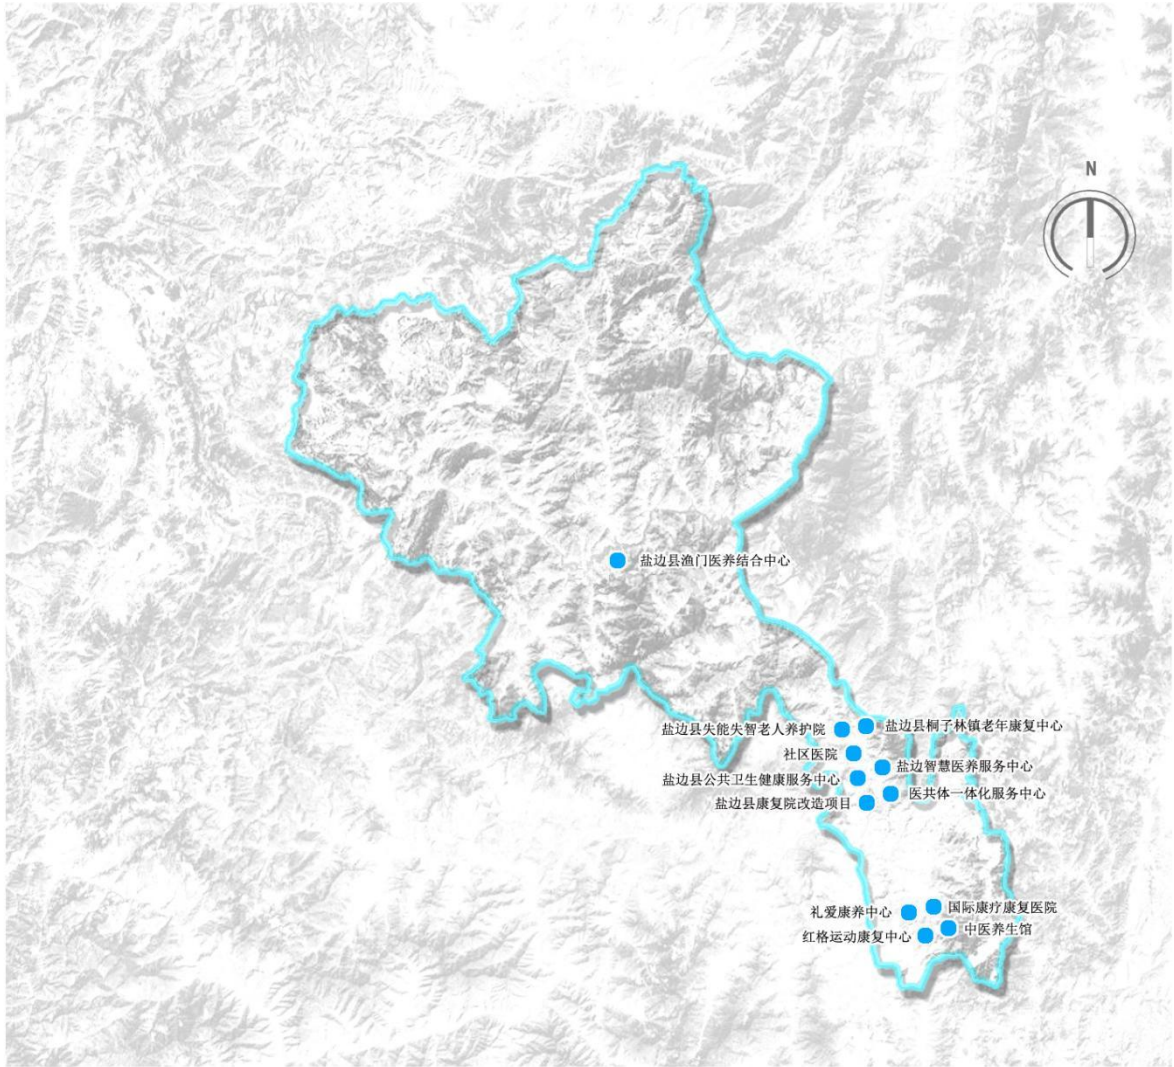 N
盐边县渔门医养结合中心
盐边县失能失智老人养护院
盐边县桐子林镇老年康复中心
社区医院
盐边智慧医养服务中心
盐边县公共卫生健康服务中心
医共体一体化服务中心
盐边县康复院改造项目
礼爱康养中心
国际康疗康复医院
中医养生馆
红格运动康复中心